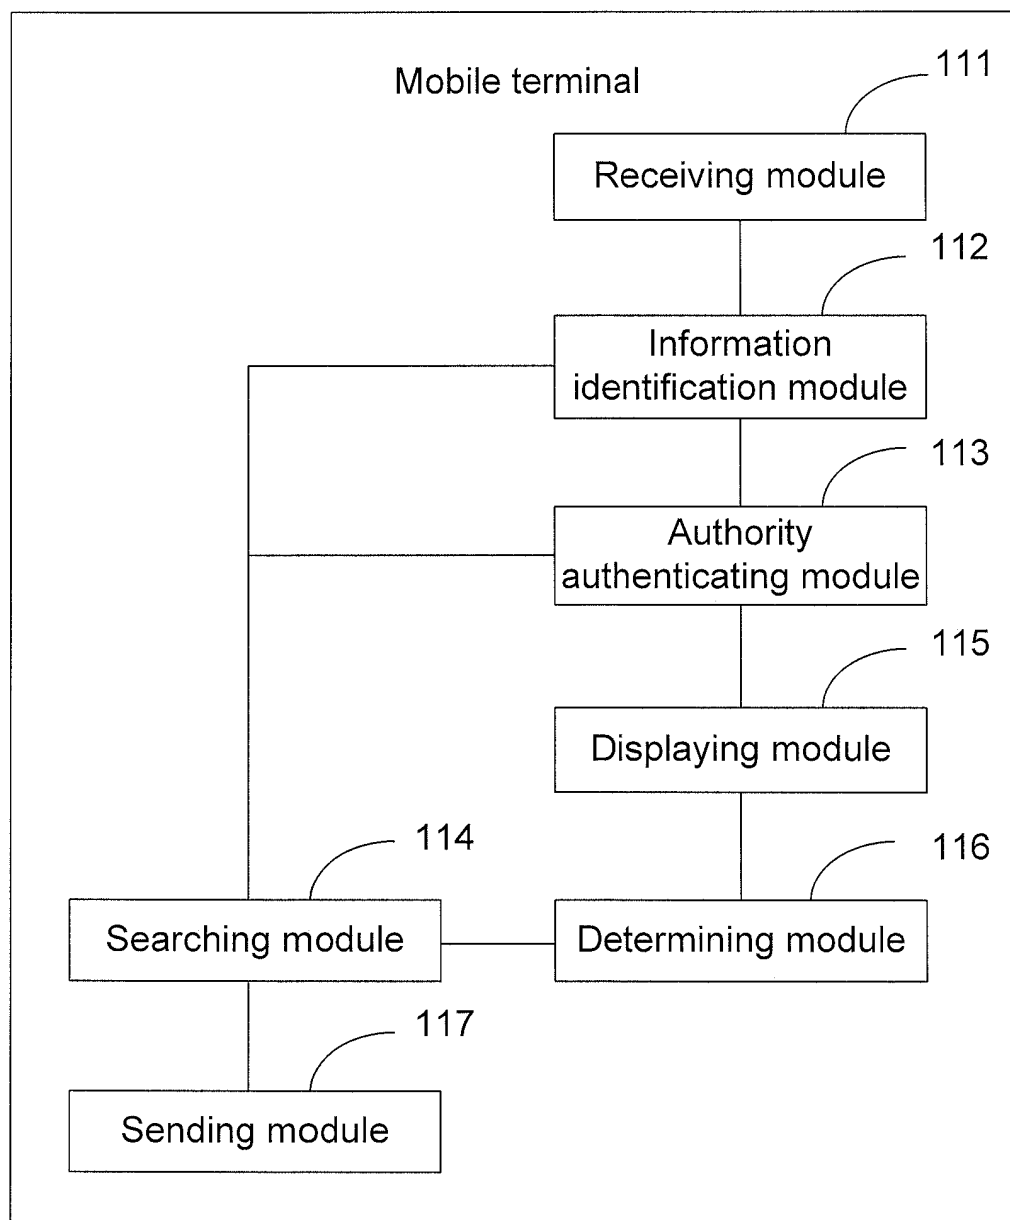 Mobile terminal
111
Receiving module
112
Information
identification module
113
Authority
authenticating module
115
Displaying module
114
116
Searching module
Determining module
117
Sending module